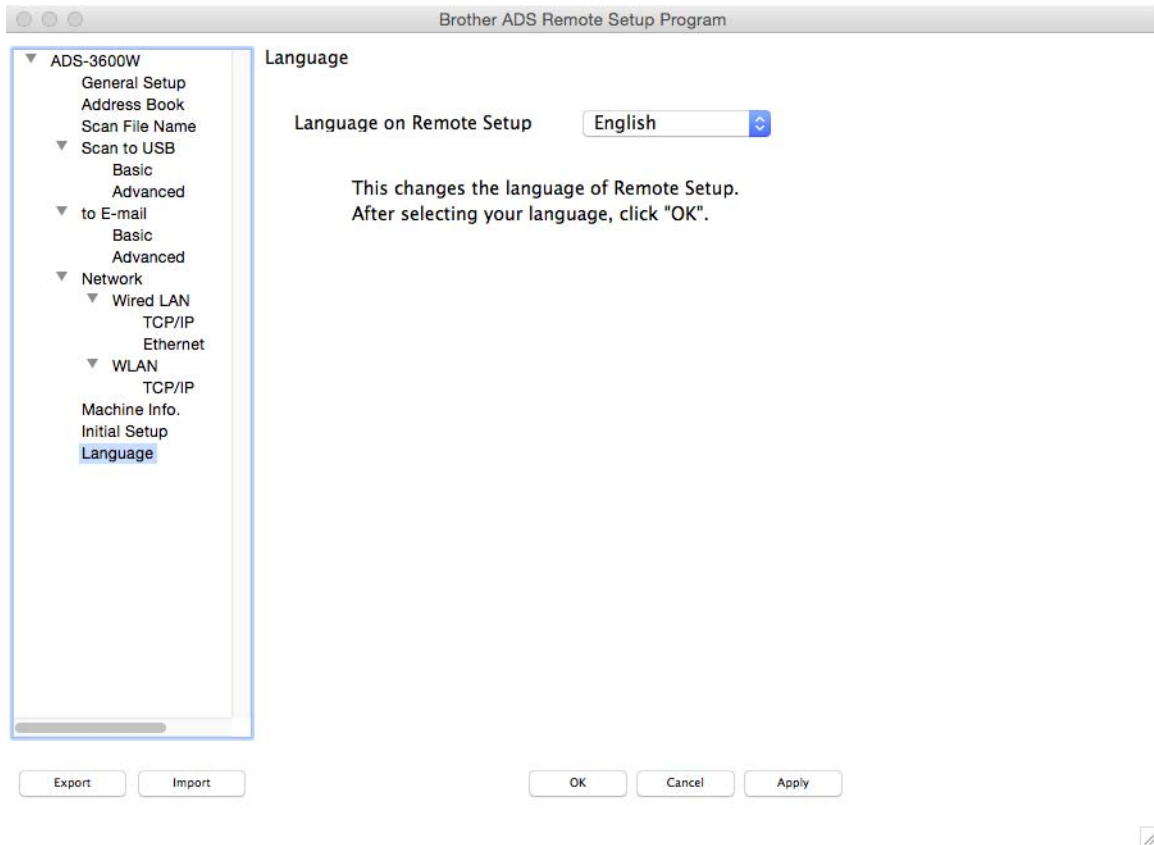 Brother ADS Remote Setup Program
ADS-3600W
General Setup
Address Book
Scan File Name
Scan to USB
Basic
Advanced
to E-mail
Basic
Advanced
Network
Wired LAN
TCP/IP
Ethernet
WLAN
TCP/IP
Machine Info.
Initial Setup
Language
Language
Language on Remote Setup English
This changes the language of Remote Setup.
After selecting your language, click "OK".
Export Import OK Cancel Apply